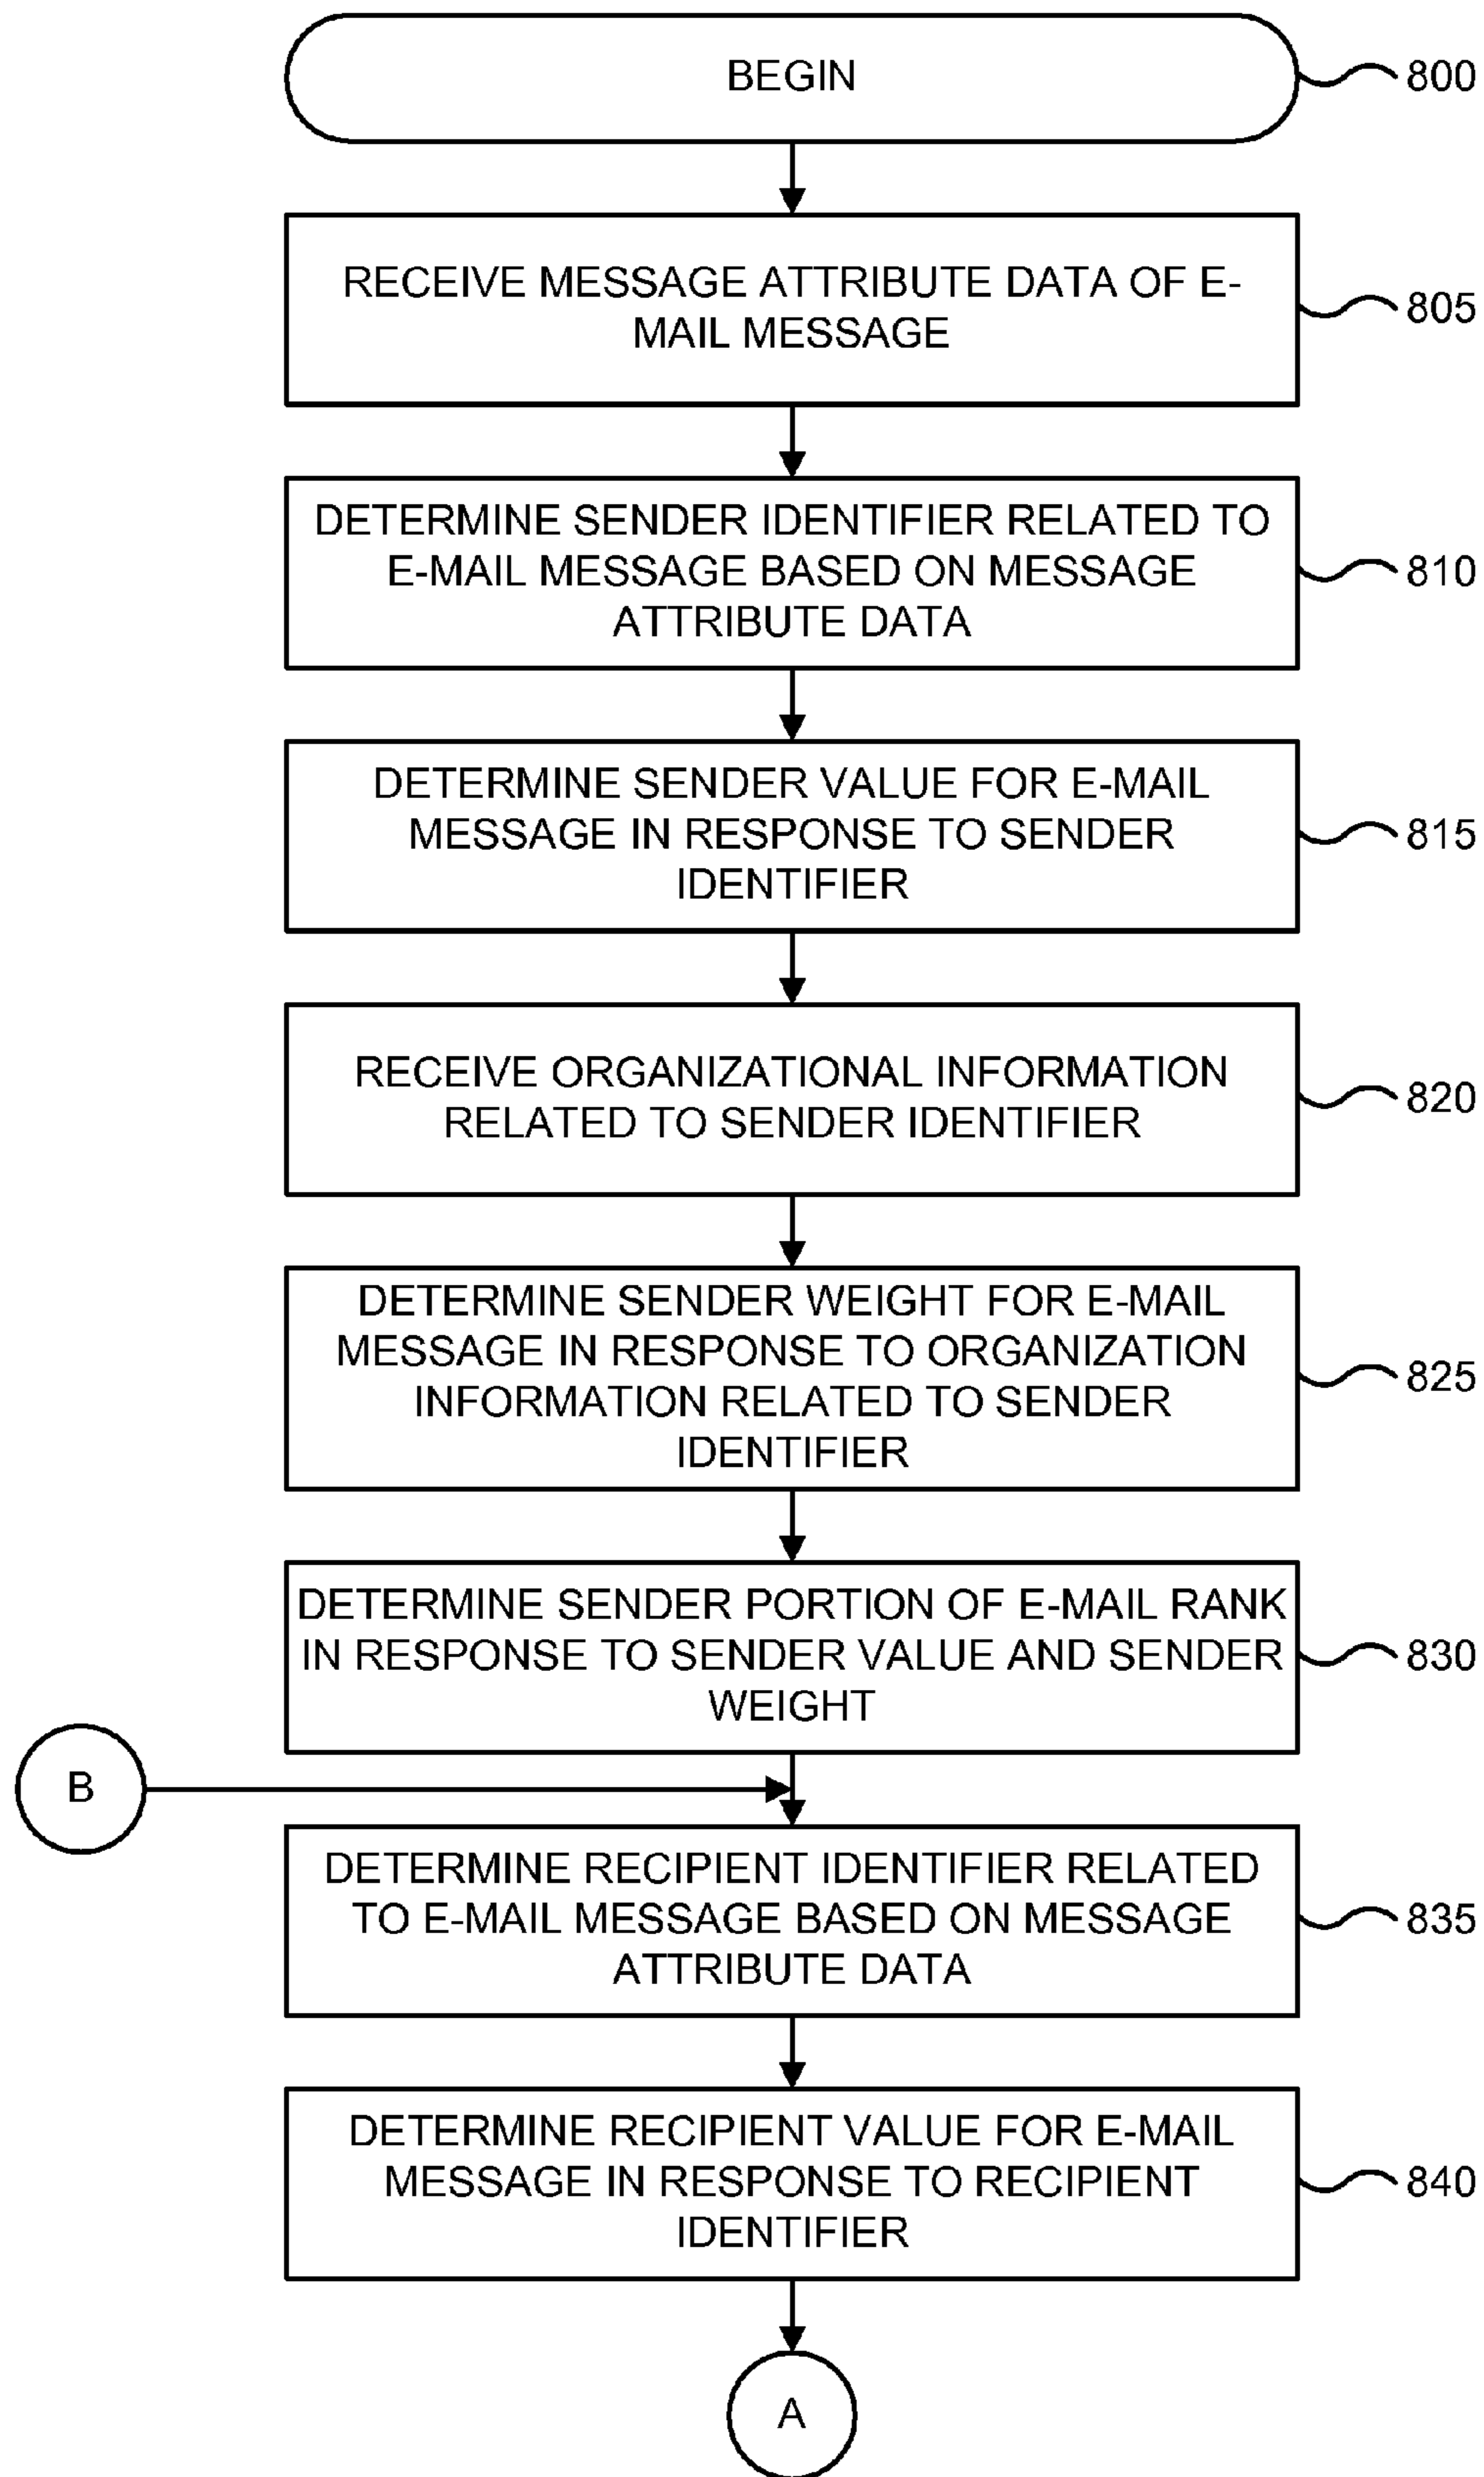 BEGIN
800
RECEIVE MESSAGE ATTRIBUTE DATA OF E-
MAIL MESSAGE
805
DETERMINE SENDER IDENTIFIER RELATED TO
E-MAIL MESSAGE BASED ON MESSAGE
ATTRIBUTE DATA
810
DETERMINE SENDER VALUE FOR E-MAIL
MESSAGE IN RESPONSE TO SENDER
IDENTIFIER
815
RECEIVE ORGANIZATIONAL INFORMATION
RELATED TO SENDER IDENTIFIER
820
DETERMINE SENDER WEIGHT FOR E-MAIL
MESSAGE IN RESPONSE TO ORGANIZATION
INFORMATION RELATED TO SENDER
IDENTIFIER
825
DETERMINE SENDER PORTION OF E-MAIL RANK
IN RESPONSE TO SENDER VALUE AND SENDER
WEIGHT
830
B
DETERMINE RECIPIENT IDENTIFIER RELATED
TO E-MAIL MESSAGE BASED ON MESSAGE
ATTRIBUTE DATA
835
DETERMINE RECIPIENT VALUE FOR E-MAIL
MESSAGE IN RESPONSE TO RECIPIENT
IDENTIFIER
840
A